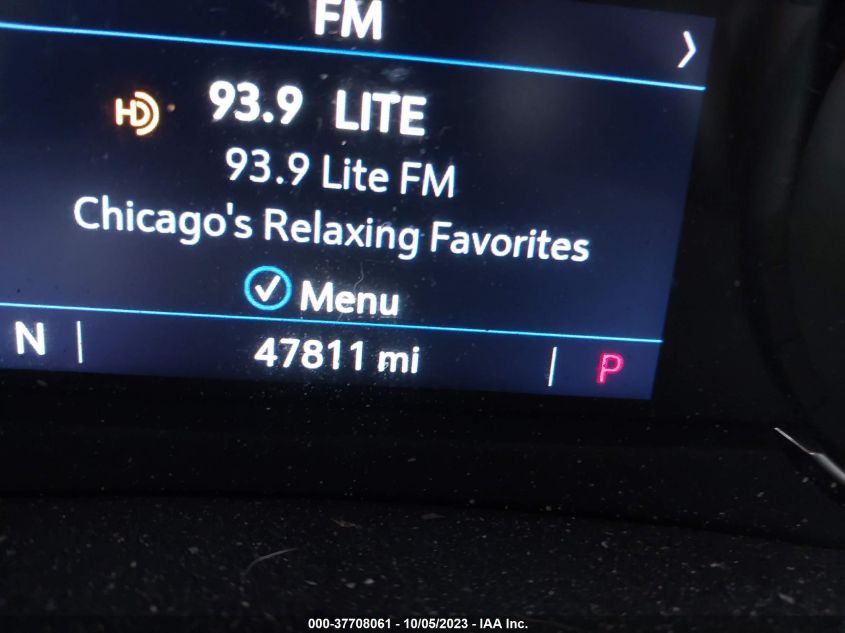 FM
HD 93.9 LITE
93.9 Lite FM
Chicago's Relaxing Favorites
Menu
N | 47811 mi | P
000-37708061 - 10/05/2023 - IAA Inc.